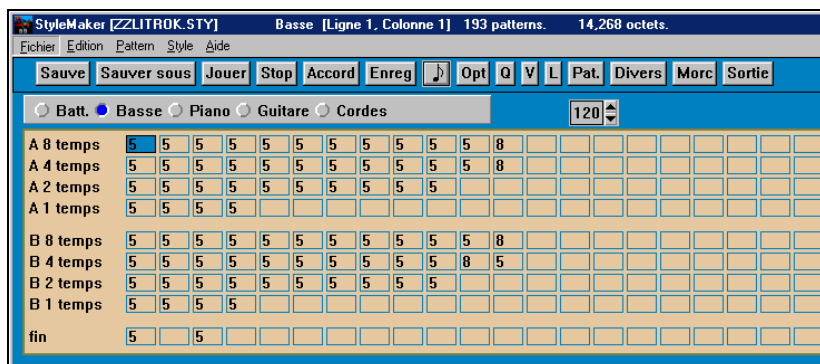 StyleMaker [ZZLITROK.STY] Basse [Ligne 1, Colonne 1] 193 patterns. 14,268 octets.
Fichier Edition Pattern Style Aide
Sauve Sauver sous Jouer Stop Accord Enreg ♪ Opt Q V L Pat. Divers Morc Sortie
Batt. Basse Piano Guitare Cordes 120
A 8 temps 5 5 5 5 5 5 5 5 5 5 5 8
A 4 temps 5 5 5 5 5 5 5 5 5 5 5 8
A 2 temps 5 5 5 5 5 5 5 5 5 5
A 1 temps 5 5 5 5
B 8 temps 5 5 5 5 5 5 5 5 5 5 5 8
B 4 temps 5 5 5 5 5 5 5 5 5 5 8 5
B 2 temps 5 5 5 5 5 5 5 5 5 5
B 1 temps 5 5 5 5
fin 5 5